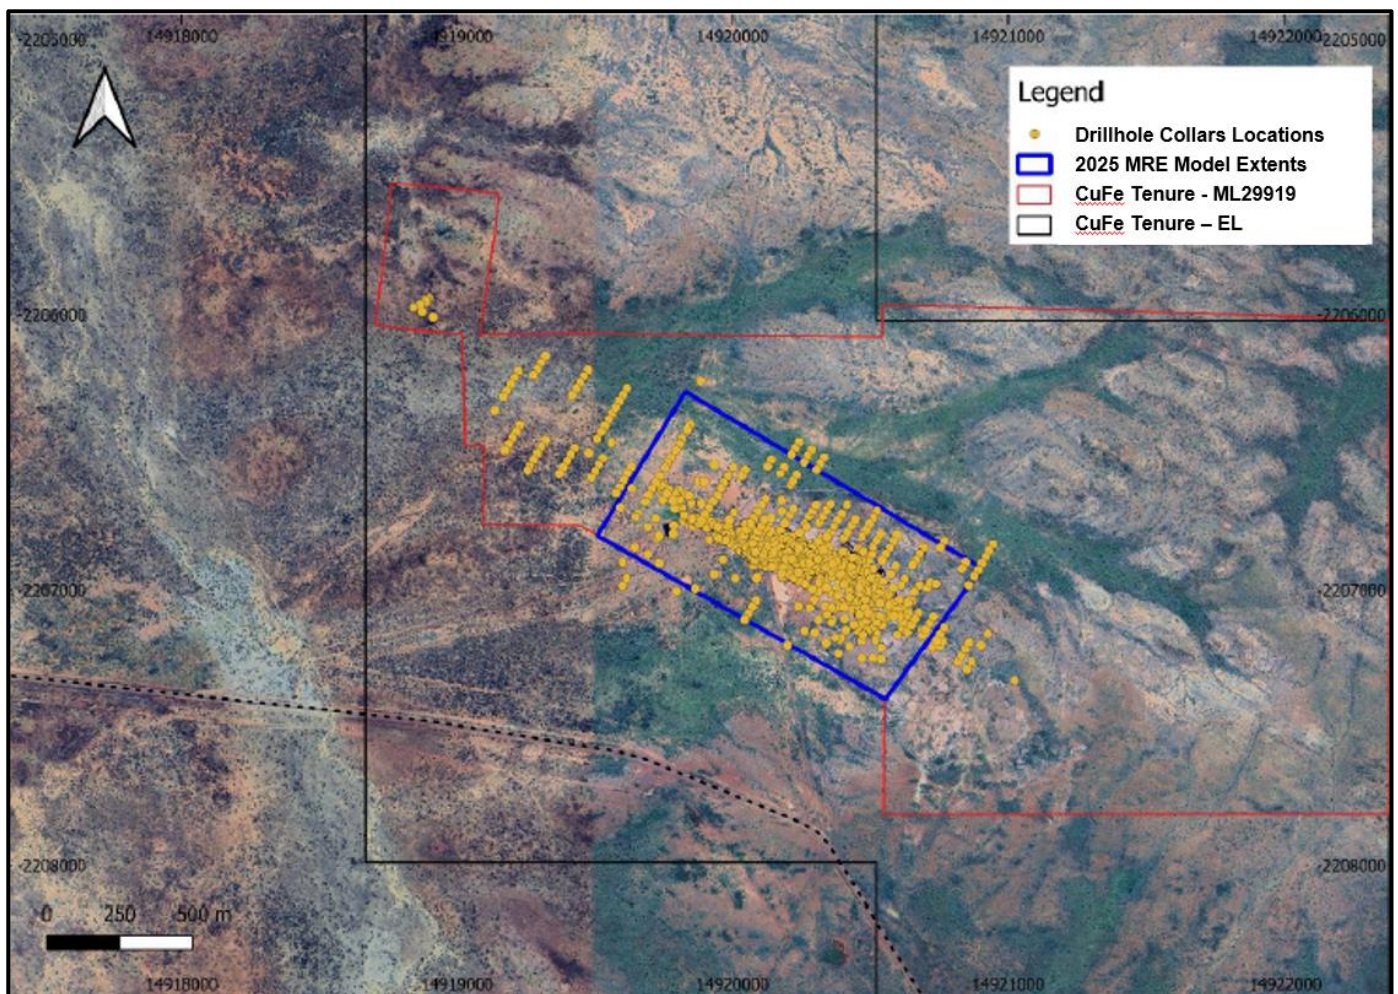 -2205000 14918000 14919000 14920000 14921000 14922000 -2205000
Legend
Drillhole Collars Locations
2025 MRE Model Extents
CuFe Tenure - ML29919
CuFe Tenure – EL
-2206000 -2206000
-2207000 -2207000
-2208000 -2208000
0 250 500 m
14918000 14919000 14920000 14921000 14922000